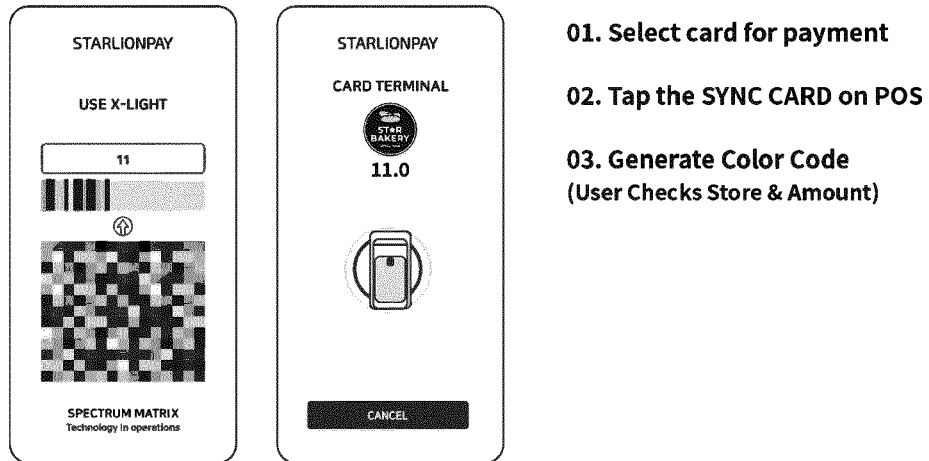 STARLIONPAY
USE X-LIGHT
11
SPECTRUM MATRIX
Technology in operations
STARLIONPAY
CARD TERMINAL
ST★R
BAKERY
11.0
CANCEL
01. Select card for payment
02. Tap the SYNC CARD on POS
03. Generate Color Code
(User Checks Store & Amount)